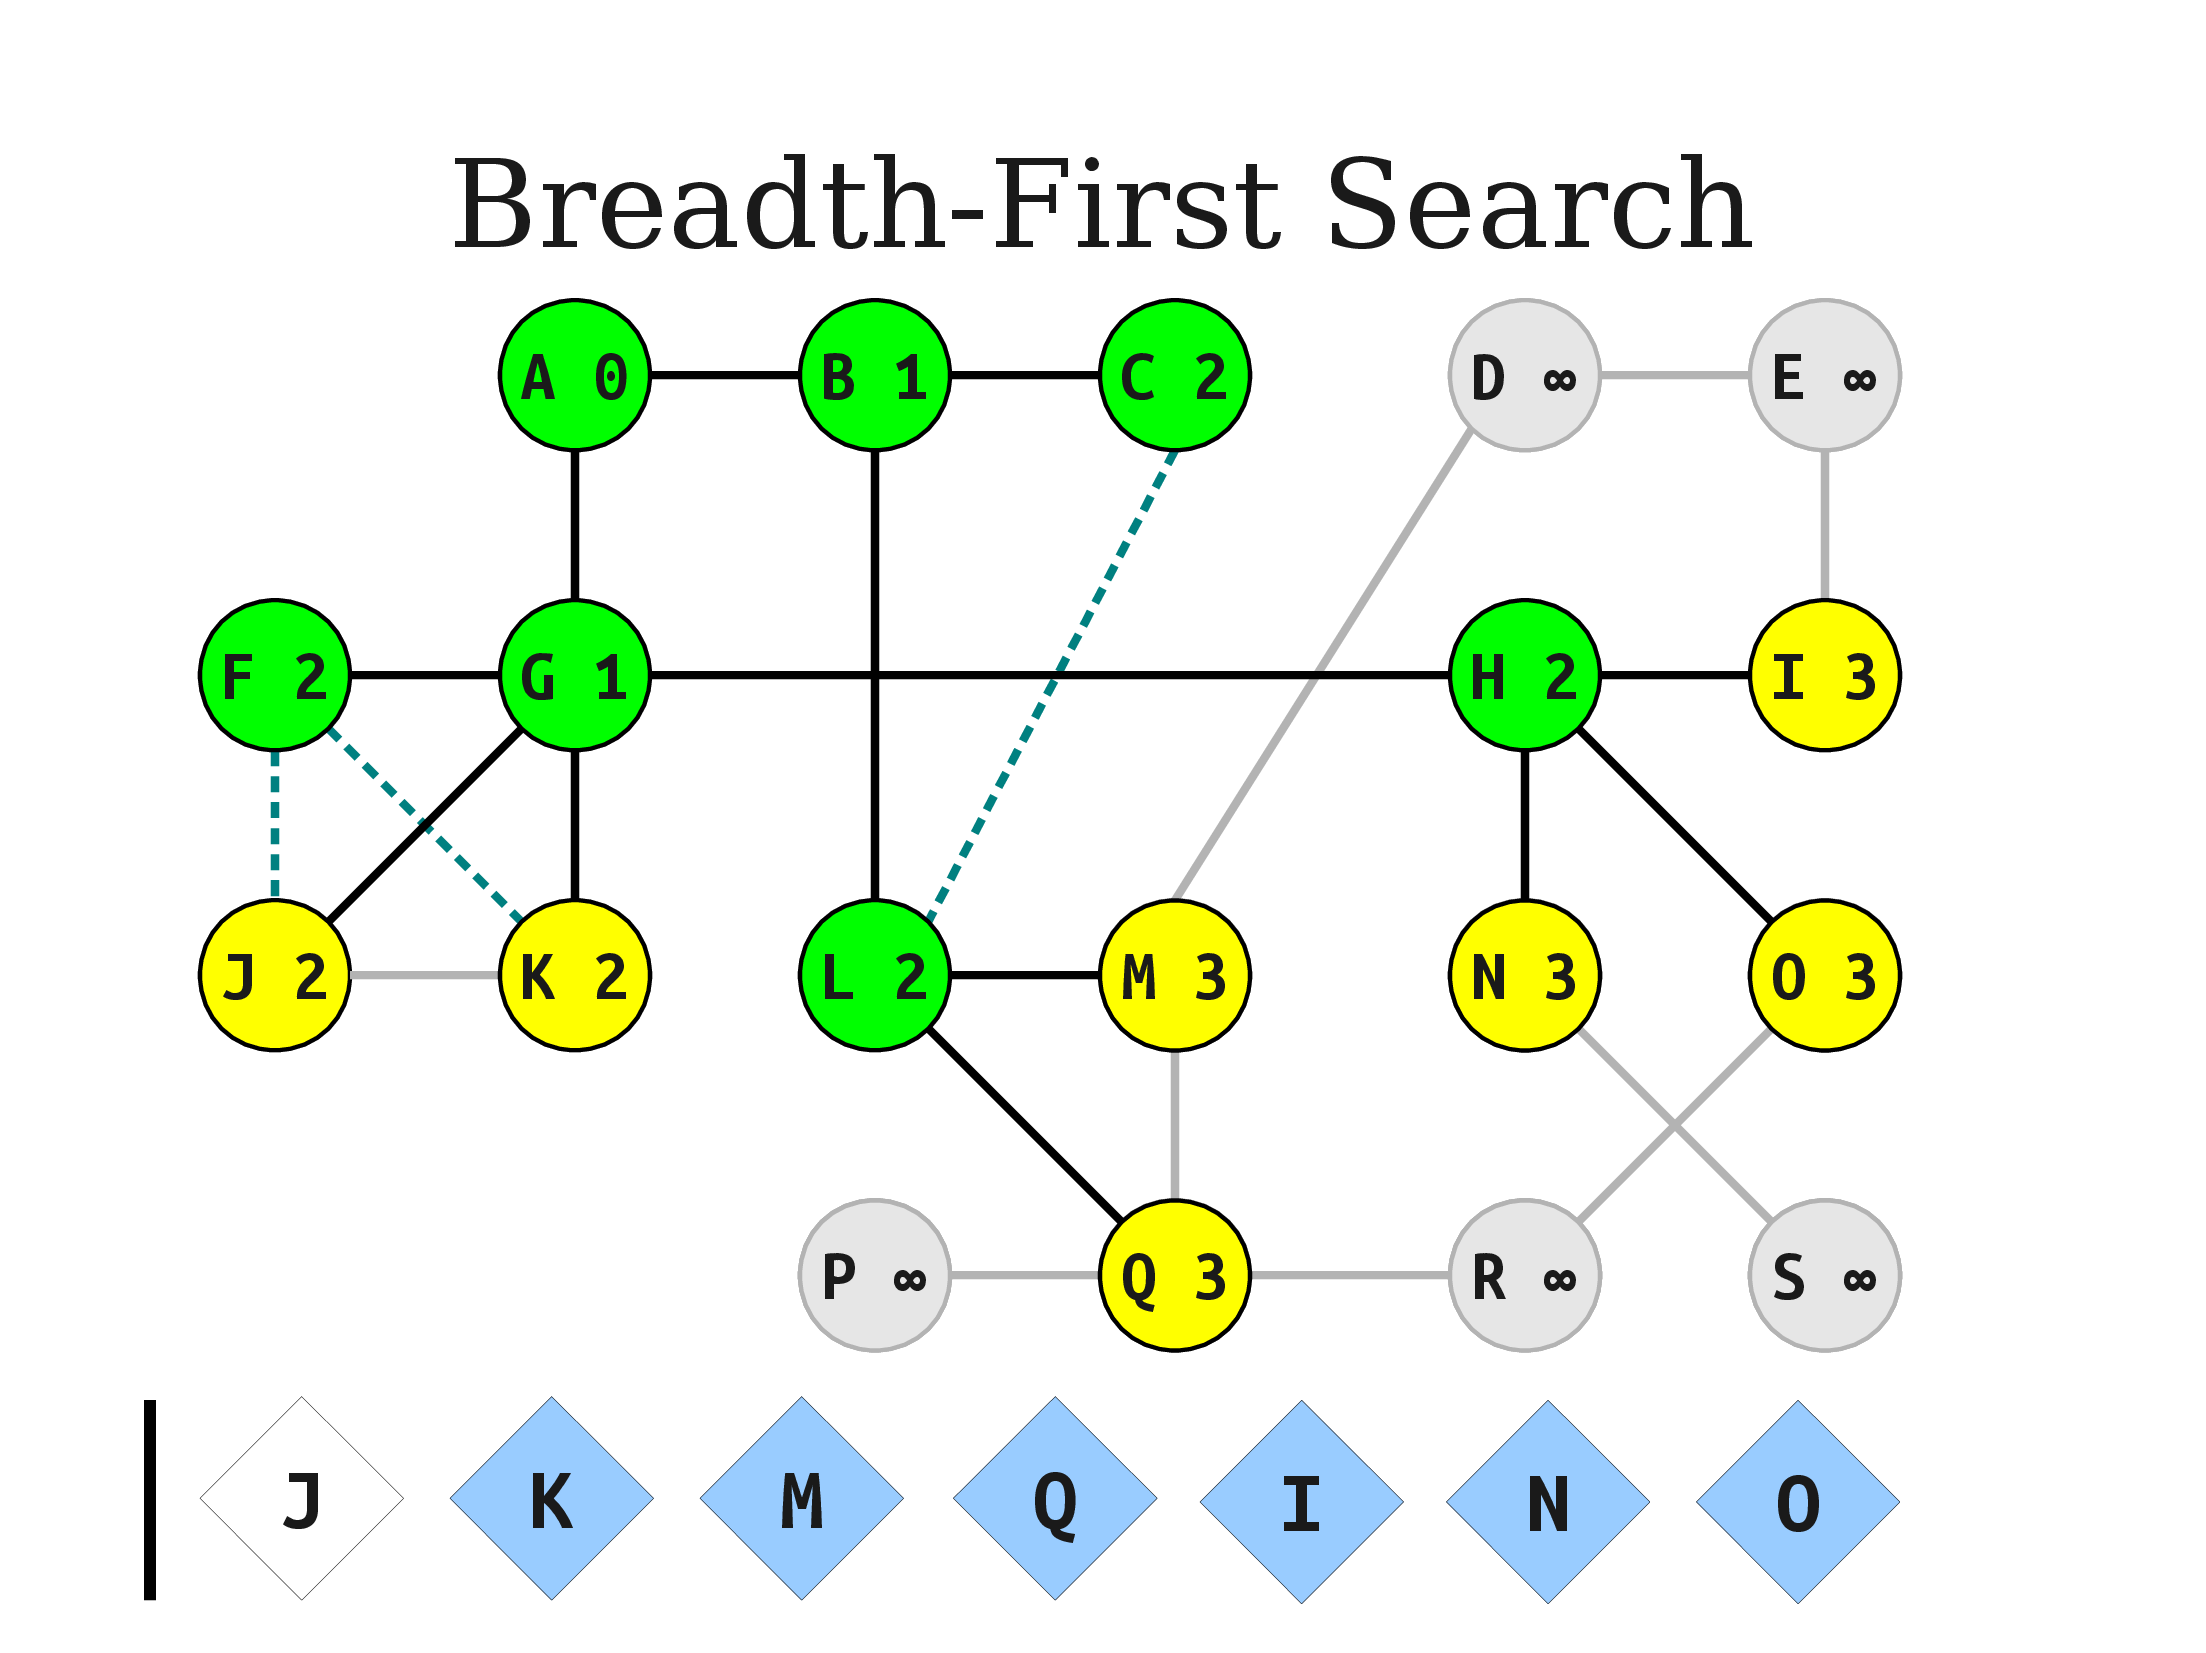 Breadth-First Search
A 0 B 1 C 2 D ∞ E ∞
F 2 G 1 H 2 I 3
J 2 K 2 L 2 M 3 N 3 O 3
P ∞ Q 3 R ∞ S ∞
J K M Q I N O